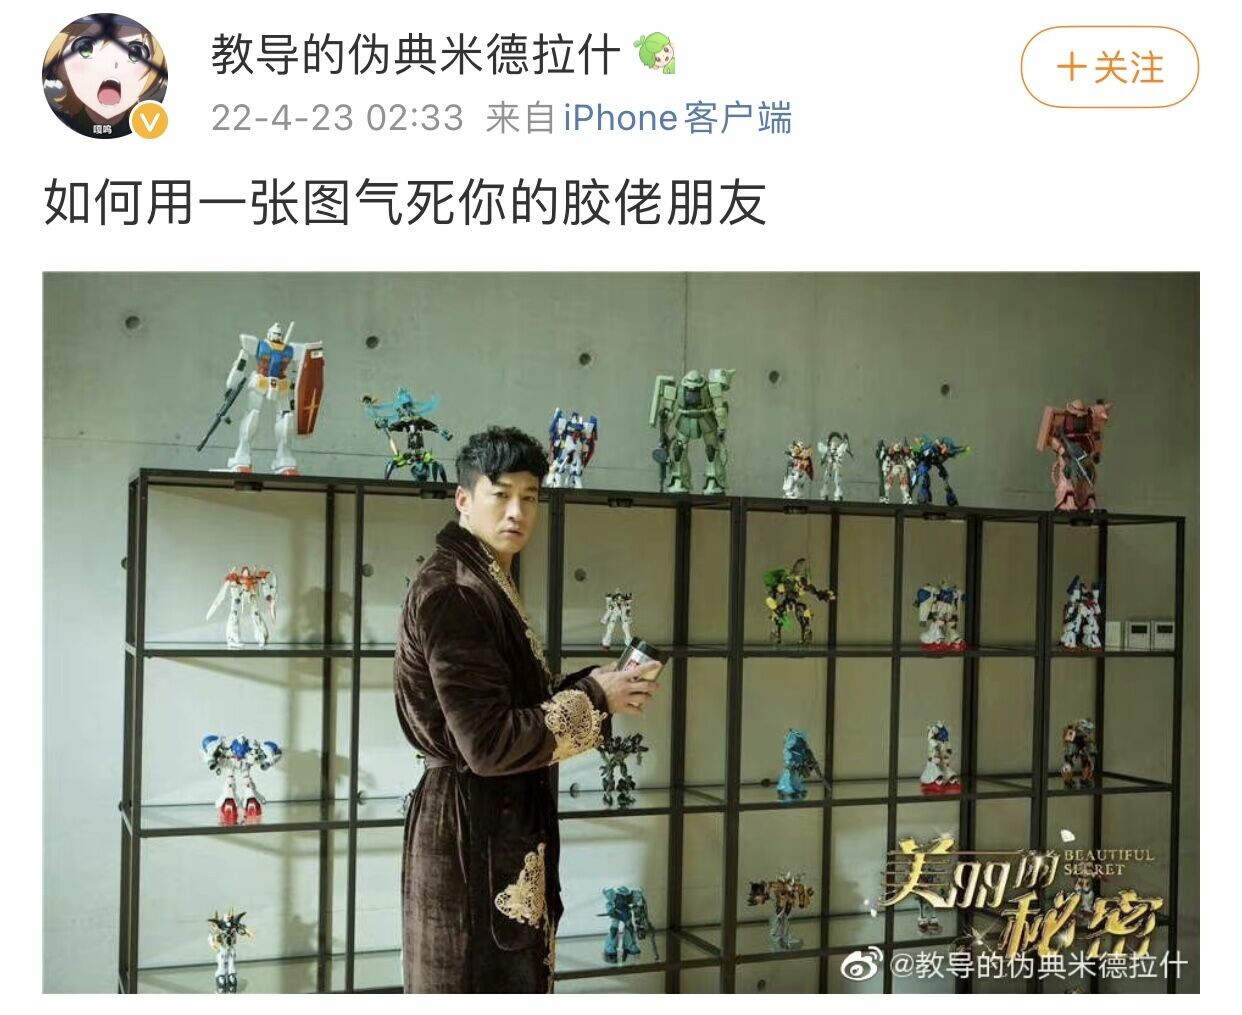 教导的伪典米德拉什
嘎呜
22-4-23 02:33 来自 iPhone客户端
+关注
如何用一张图气死你的胶佬朋友
美丽的秘密
BEAUTIFUL
SECRET
@教导的伪典米德拉什